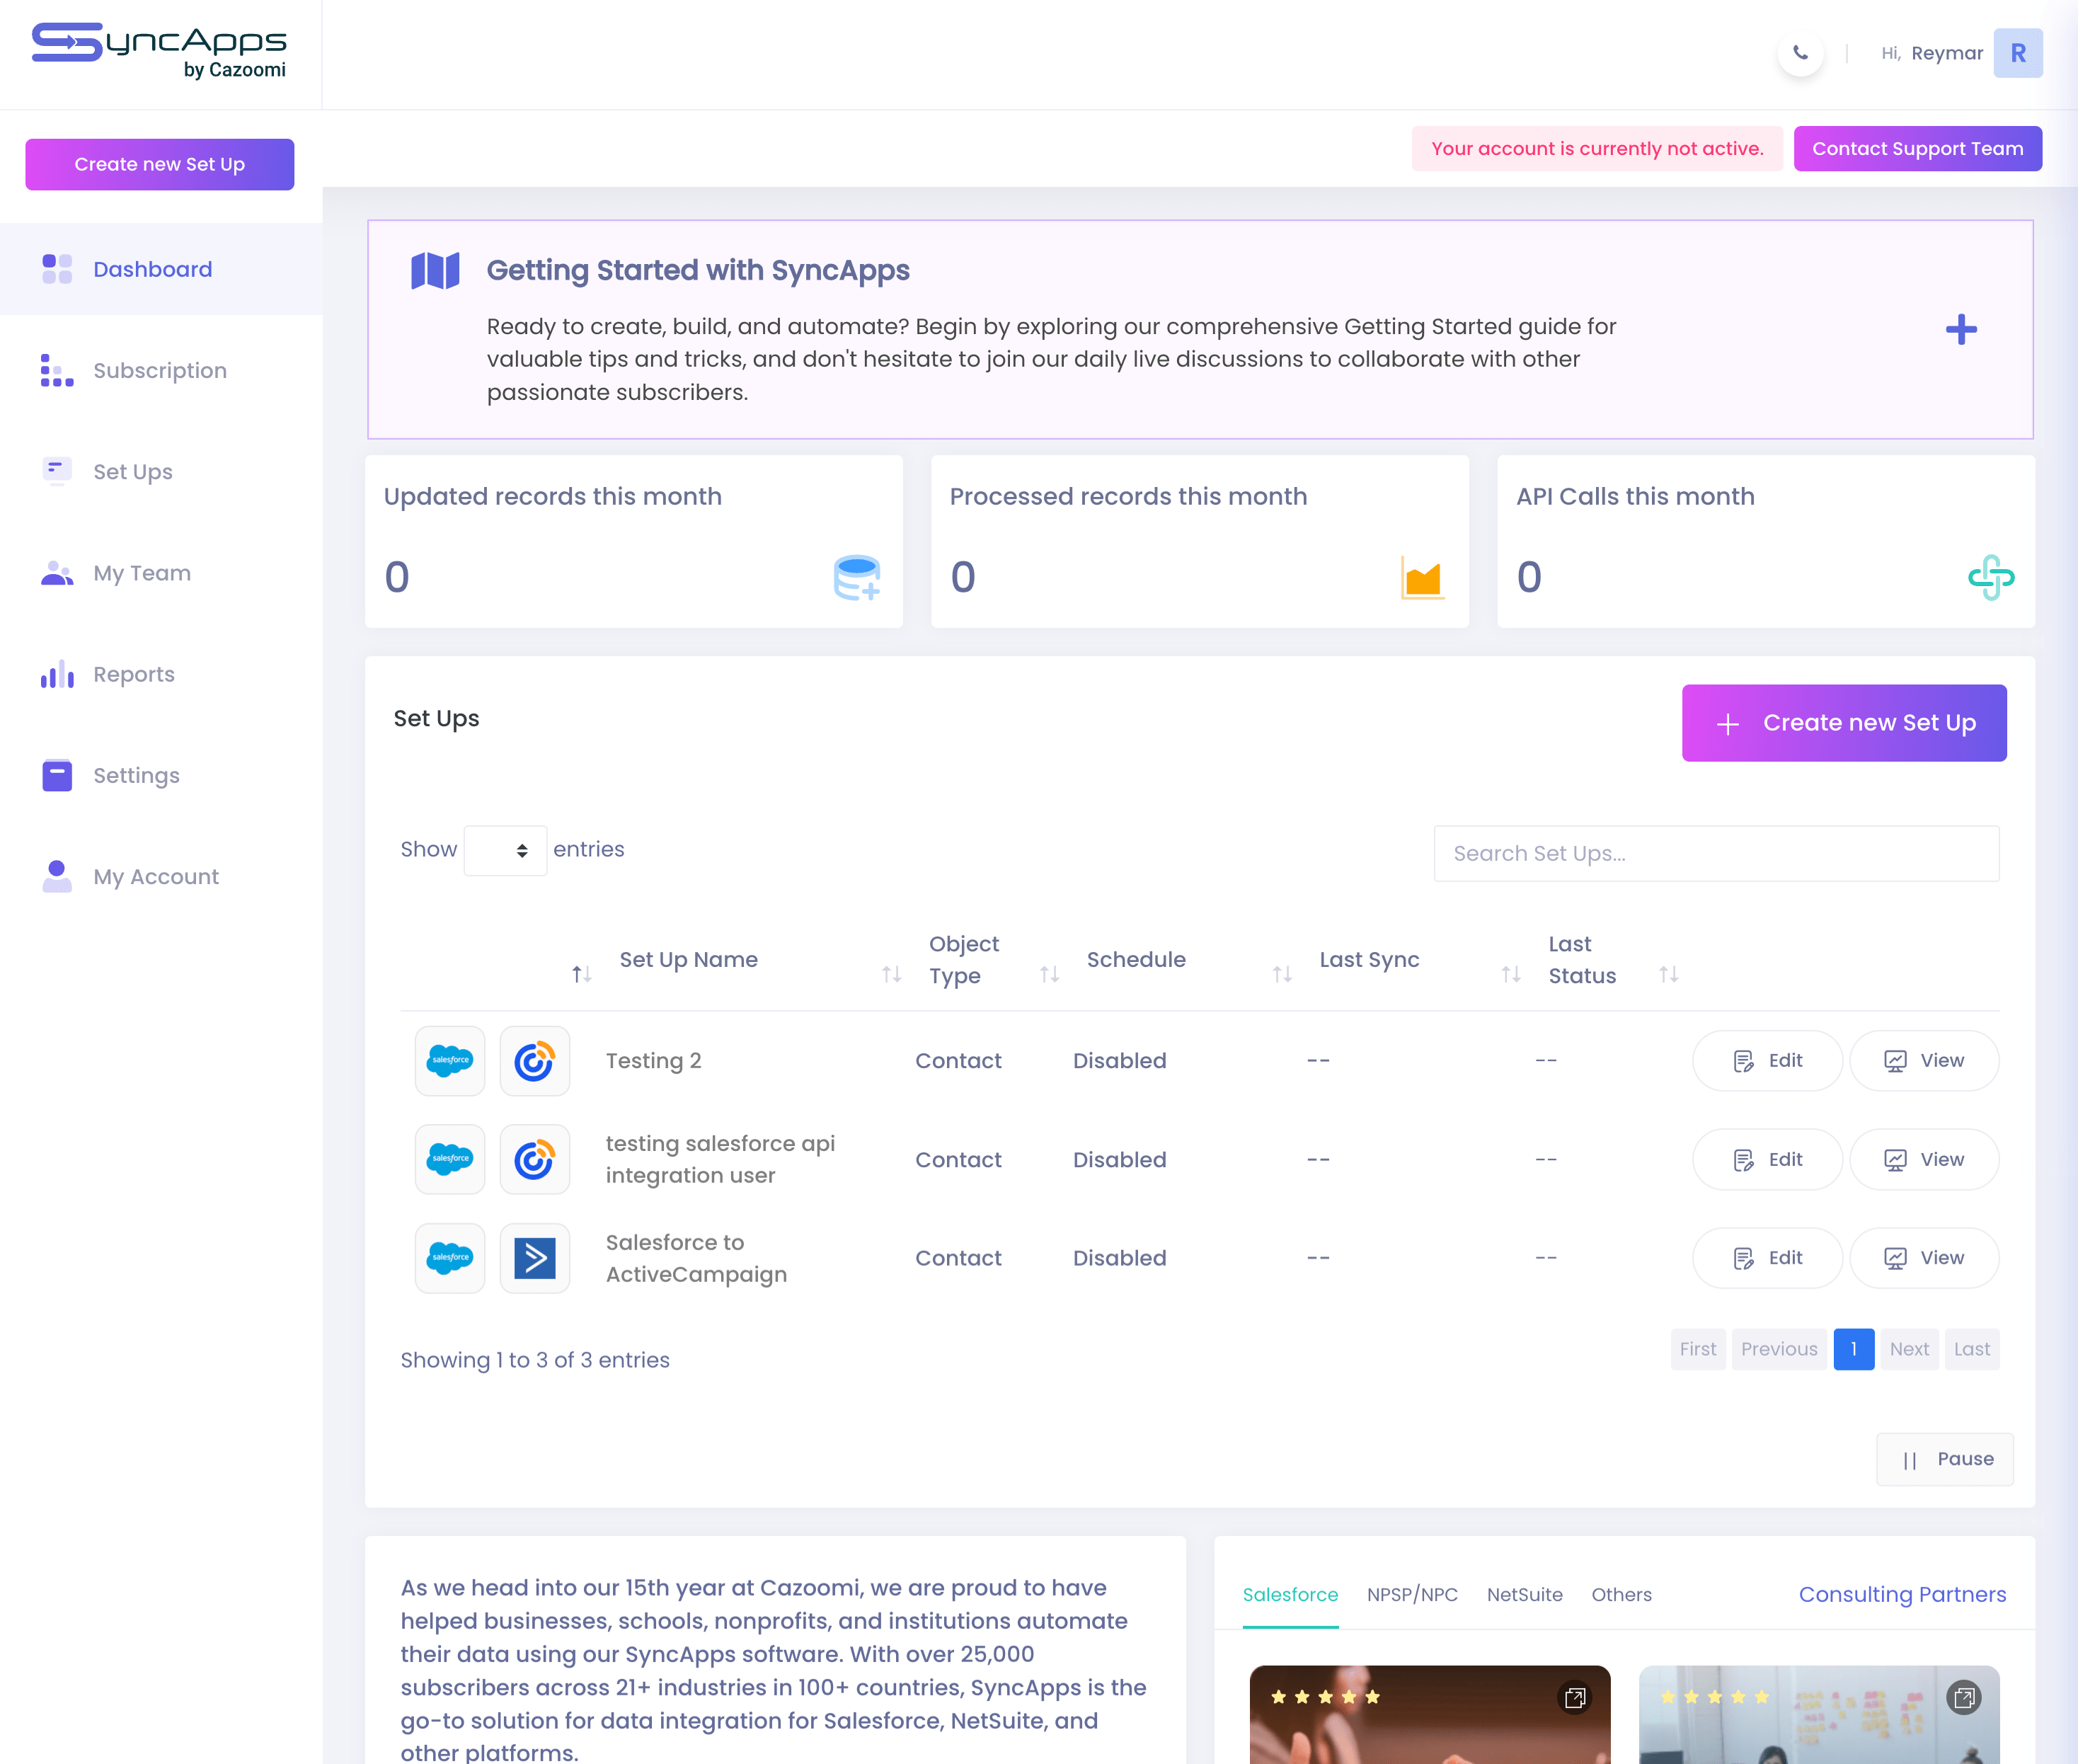 SyncApps
by Cazoomi
Hi, Reymar R
Create new Set Up
Your account is currently not active.
Contact Support Team
Dashboard
Subscription
Set Ups
My Team
Reports
Settings
My Account
Getting Started with SyncApps
Ready to create, build, and automate? Begin by exploring our comprehensive Getting Started guide for
valuable tips and tricks, and don't hesitate to join our daily live discussions to collaborate with other
passionate subscribers.
Updated records this month
0
Processed records this month
0
API Calls this month
0
Set Ups
Create new Set Up
Show entries
Search Set Ups...
Set Up Name
Object
Type
Schedule
Last Sync
Last
Status
salesforce
Testing 2
Contact
Disabled
--
--
Edit
View
salesforce
testing salesforce api
integration user
Contact
Disabled
--
--
Edit
View
salesforce
Salesforce to
ActiveCampaign
Contact
Disabled
--
--
Edit
View
Showing 1 to 3 of 3 entries
First
Previous
1
Next
Last
Pause
As we head into our 15th year at Cazoomi, we are proud to have
helped businesses, schools, nonprofits, and institutions automate
their data using our SyncApps software. With over 25,000
subscribers across 21+ industries in 100+ countries, SyncApps is the
go-to solution for data integration for Salesforce, NetSuite, and
other platforms.
Salesforce
NPSP/NPC
NetSuite
Others
Consulting Partners